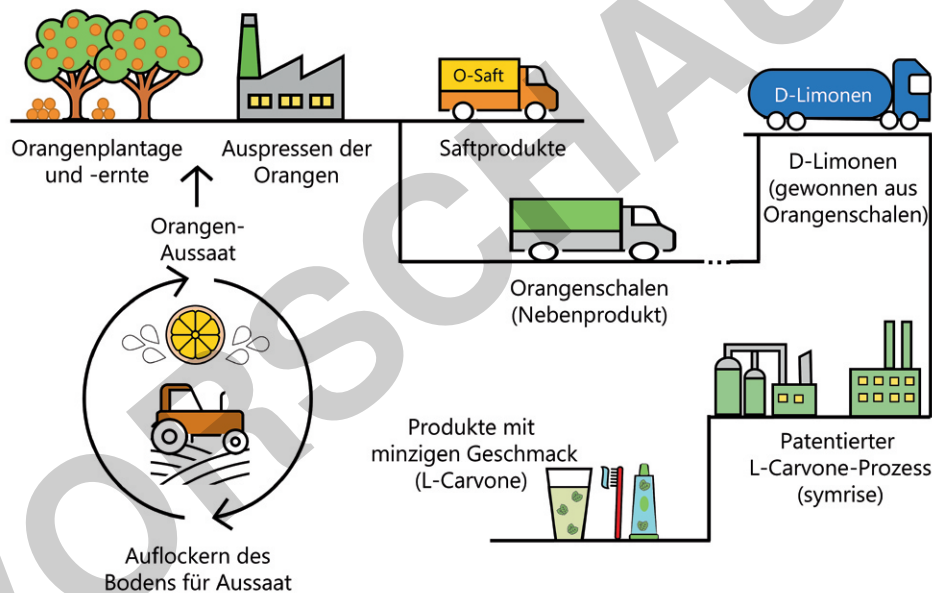 O-Saft
D-Limonen
Orangenplantage
und -ernte
Auspressen der
Orangen
Saftprodukte
D-Limonen
(gewonnen aus
Orangenschalen)
Orangen-
Aussaat
Orangenschalen
(Nebenprodukt)
Produkte mit
minzigen Geschmack
(L-Carvone)
Patentierter
L-Carvone-Prozess
(symrise)
Auflockern des
Bodens für Aussaat
VORSCHAU